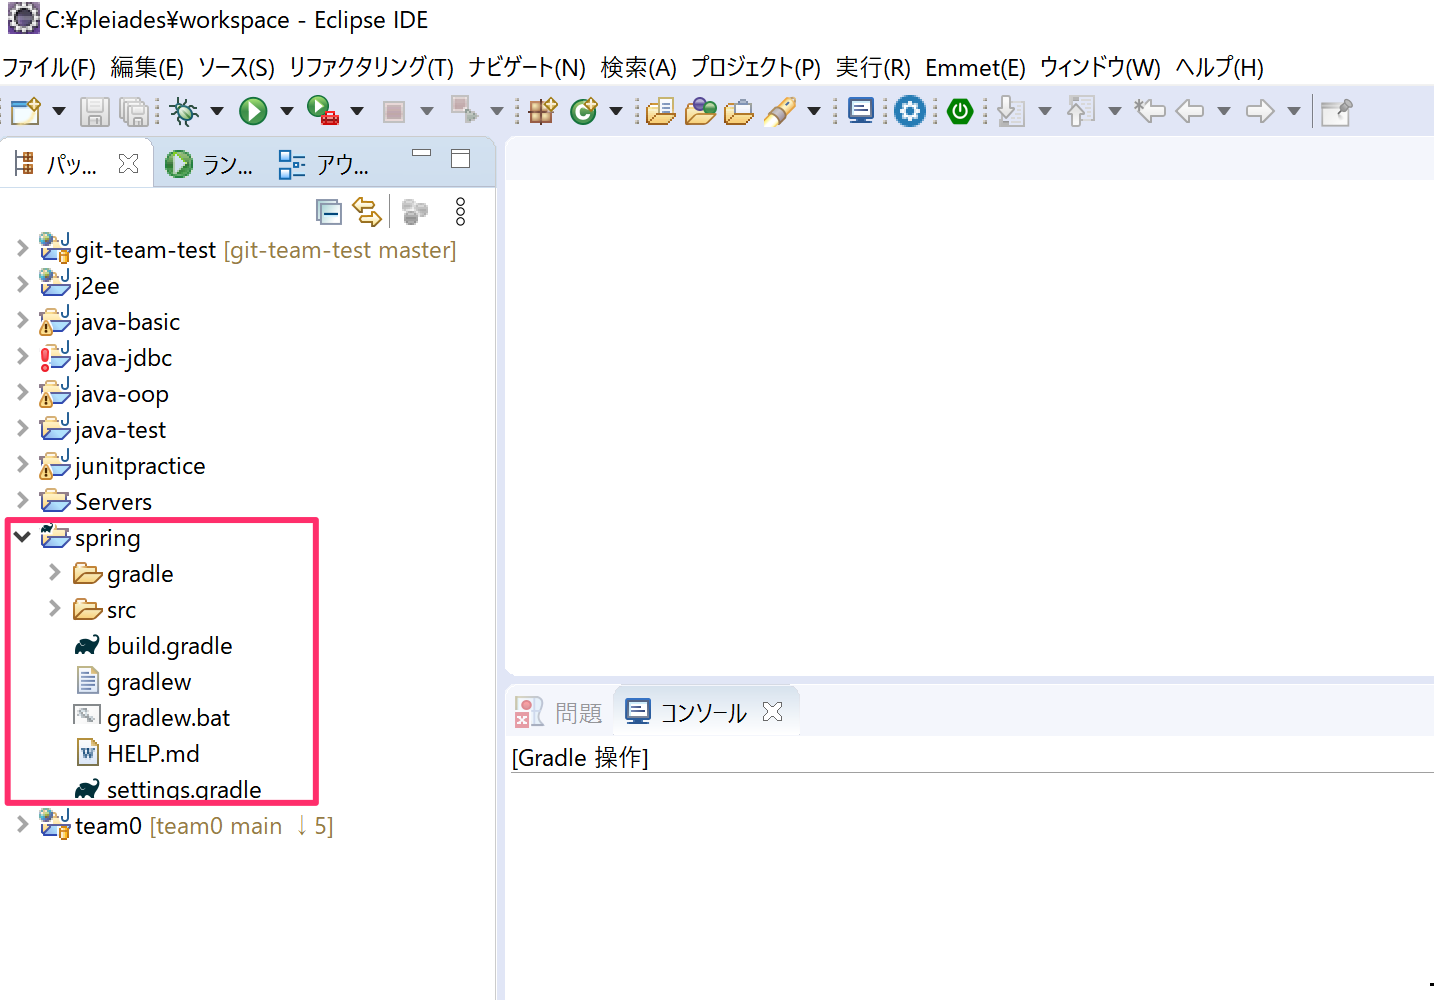 C:¥pleiades¥workspace - Eclipse IDE
ファイル(F) 編集(E) ソース(S) リファクタリング(T) ナビゲート(N) 検索(A) プロジェクト(P) 実行(R) Emmet(E) ウィンドウ(W) ヘルプ(H)
パッ... ラン... アウ...
git-team-test [git-team-test master]
j2ee
java-basic
java-jdbc
java-oop
java-test
junitpractice
Servers
spring
gradle
src
build.gradle
gradlew
gradlew.bat
HELP.md
settings.gradle
team0 [team0 main ↓5]
問題 コンソール
[Gradle 操作]